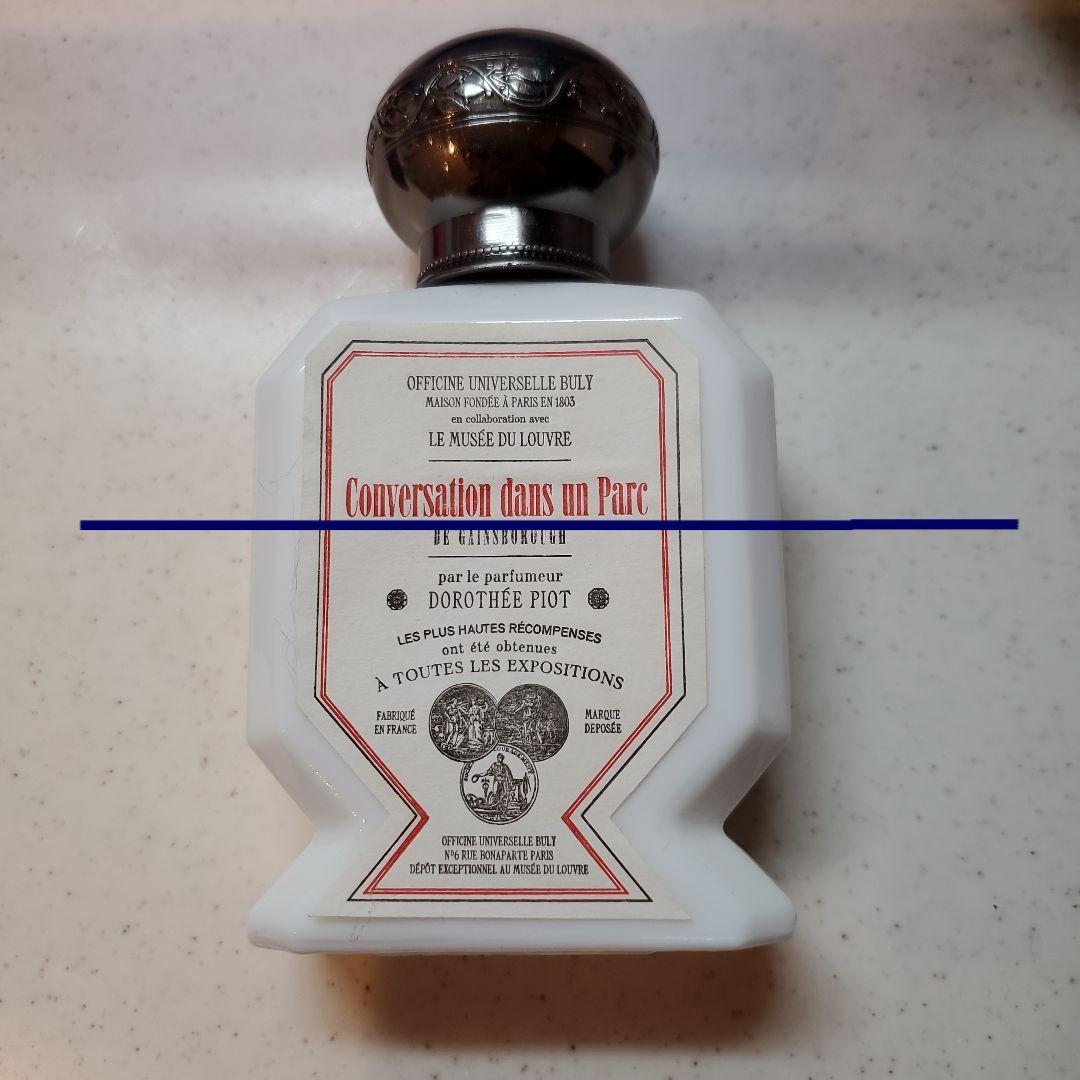 OFFICINE UNIVERSELLE BULY
MAISON FONDÉE À PARIS EN 1803
en collaboration avec
LE MUSÉE DU LOUVRE
Conversation dans un Parc
DE GAINSBOROUGH
par le parfumeur
DOROTHÉE PIOT
LES PLUS HAUTES RÉCOMPENSES
ont été obtenues
À TOUTES LES EXPOSITIONS
FABRIQUÉ EN FRANCE
MARQUE DEPOSÉE
OFFICINE UNIVERSELLE BULY
Nº6 RUE BONAPARTE PARIS
DÉPÔT EXCEPTIONNEL AU MUSÉE DU LOUVRE